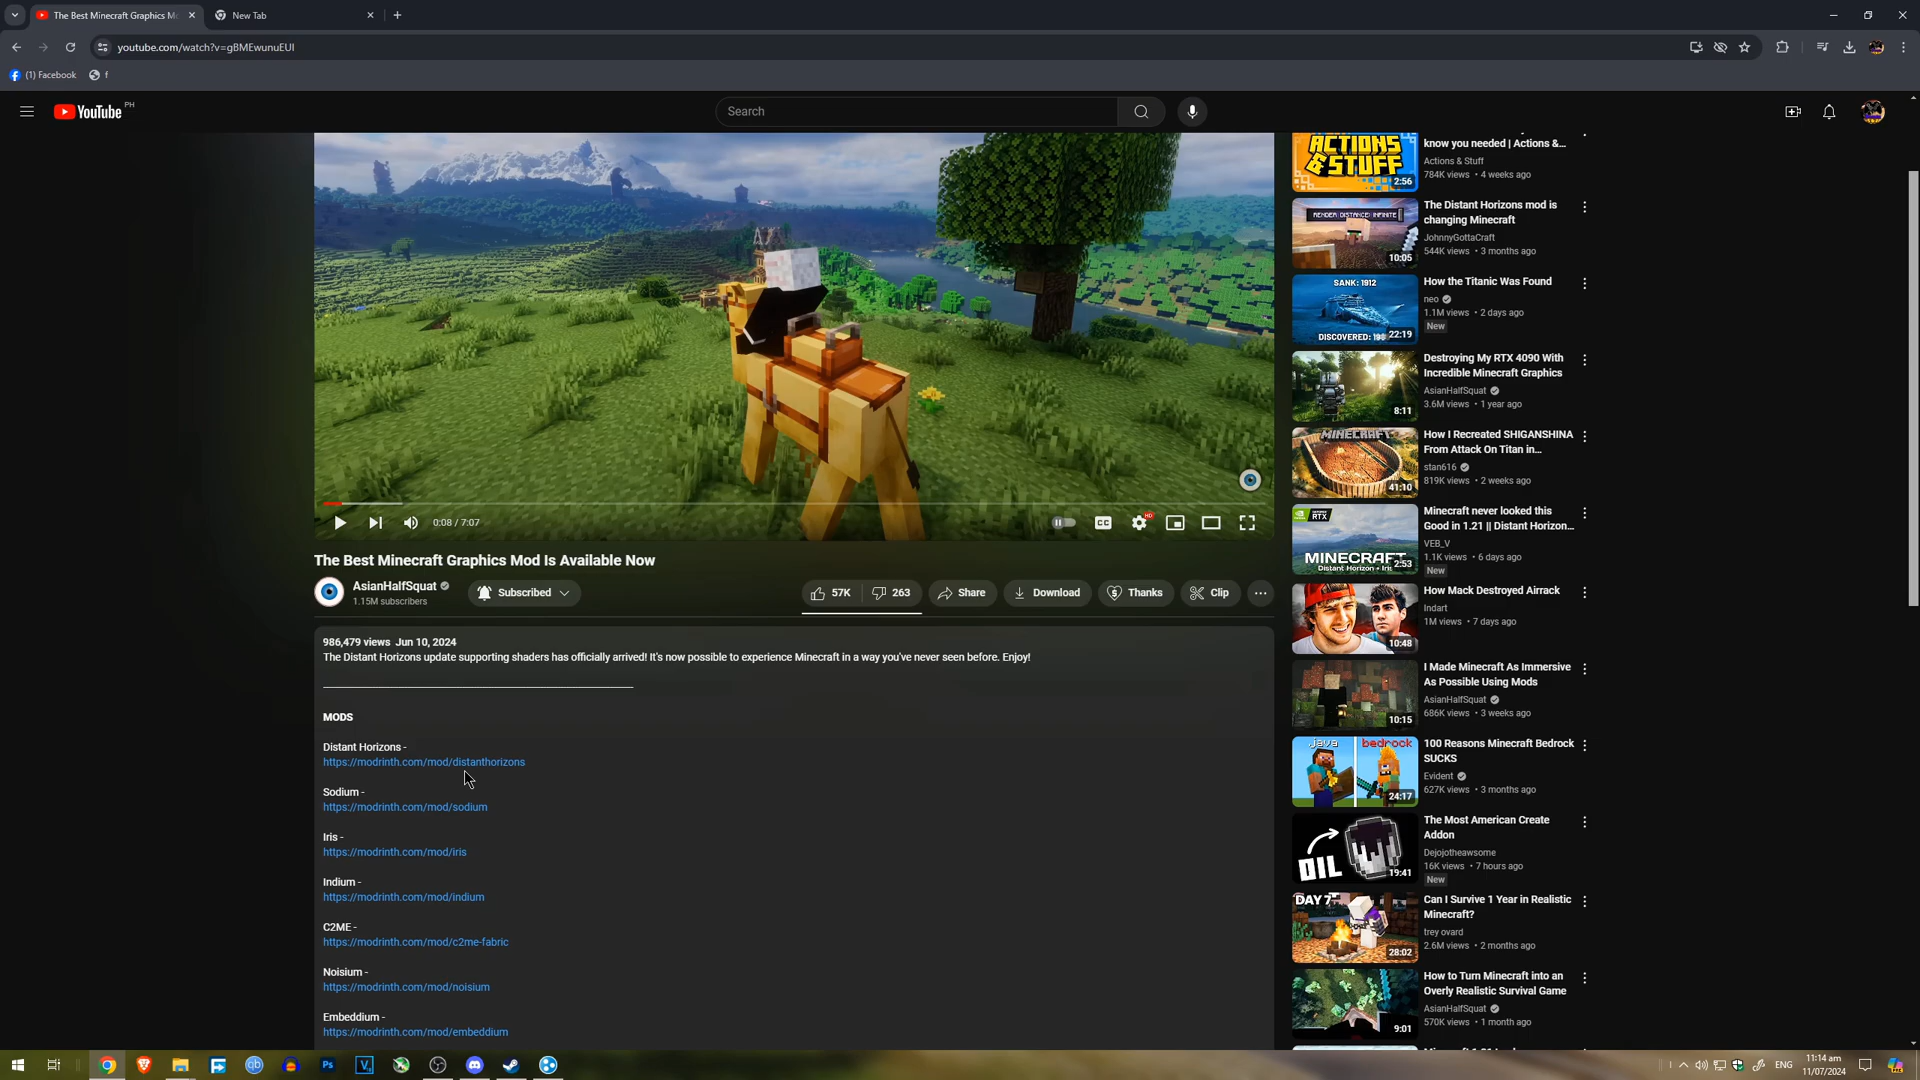 The Best Minecraft Graphics Mo
New Tab
youtube.com/watch?v=gBMEwunuEUI
(1) Facebook
f
YouTube PH
Search
0:08 / 7:07
CC
HD
The Best Minecraft Graphics Mod Is Available Now
AsianHalfSquat
1.15M subscribers
Subscribed
57K
263
Share
Download
Thanks
Clip
986,479 views Jun 10, 2024
The Distant Horizons update supporting shaders has officially arrived! It's now possible to experience Minecraft in a way you've never seen before. Enjoy!
MODS
Distant Horizons -
https://modrinth.com/mod/distanthorizons
Sodium -
https://modrinth.com/mod/sodium
Iris -
https://modrinth.com/mod/iris
Indium -
https://modrinth.com/mod/indium
C2ME -
https://modrinth.com/mod/c2me-fabric
Noisium -
https://modrinth.com/mod/noisium
Embeddium -
https://modrinth.com/mod/embeddium
ACTIONS
& STUFF
2:56
know you needed | Actions &...
Actions & Stuff
784K views • 4 weeks ago
RENDER DISTANCE: INFINITE
10:05
The Distant Horizons mod is
changing Minecraft
JohnnyGottaCraft
544K views • 3 months ago
SANK: 1912
22:19
How the Titanic Was Found
neo
1.1M views • 2 days ago
New
8:11
Destroying My RTX 4090 With
Incredible Minecraft Graphics
AsianHalfSquat
3.6M views • 1 year ago
MINECRAFT
41:10
How I Recreated SHIGANSHINA
From Attack On Titan in...
stan616
819K views • 2 weeks ago
RTX
MINECRAFT
2:53
Minecraft never looked this
Good in 1.21 || Distant Horizon...
VEB_V
1.1K views • 6 days ago
New
10:48
How Mack Destroyed Airrack
Indart
1M views • 7 days ago
10:15
I Made Minecraft As Immersive
As Possible Using Mods
AsianHalfSquat
686K views • 3 weeks ago
java
bedrock
24:17
100 Reasons Minecraft Bedrock
SUCKS
Evident
627K views • 3 months ago
OIL
19:41
The Most American Create
Addon
Dejojotheawsome
16K views • 7 hours ago
New
DAY 7
28:02
Can I Survive 1 Year in Realistic
Minecraft?
trey ovard
2.6M views • 2 months ago
9:01
How to Turn Minecraft into an
Overly Realistic Survival Game
AsianHalfSquat
570K views • 1 month ago
qb
Ps
ENG
11:14 am
11/07/2024